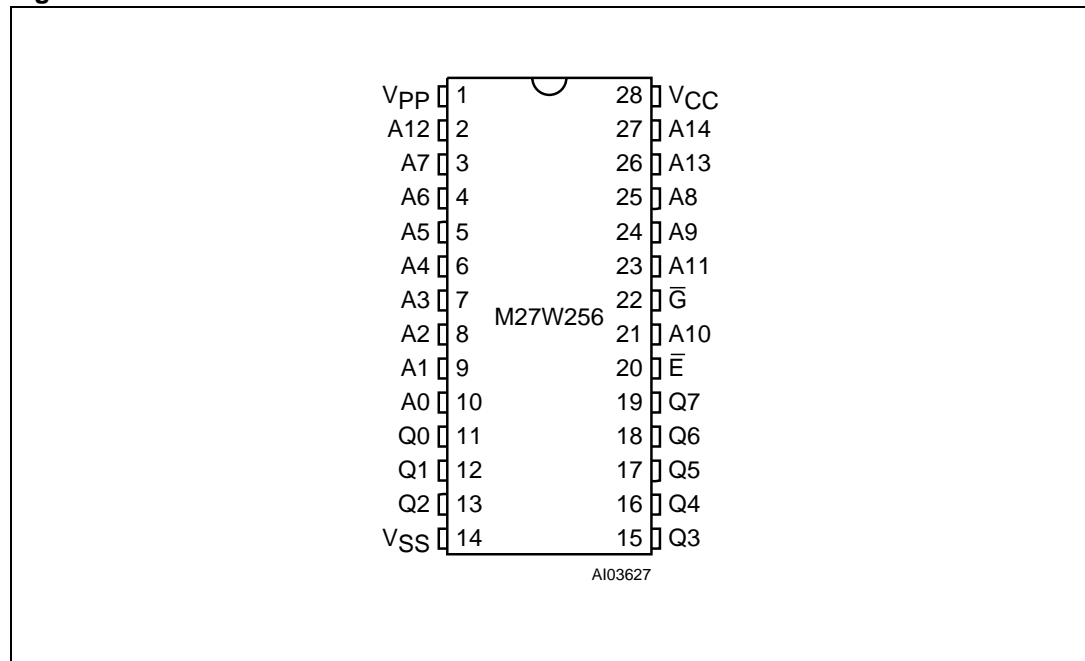 VPP 1 28 VCC
A12 2 27 A14
A7 3 26 A13
A6 4 25 A8
A5 5 24 A9
A4 6 23 A11
A3 7 22 G̅
M27W256
A2 8 21 A10
A1 9 20 E̅
A0 10 19 Q7
Q0 11 18 Q6
Q1 12 17 Q5
Q2 13 16 Q4
VSS 14 15 Q3
AI03627